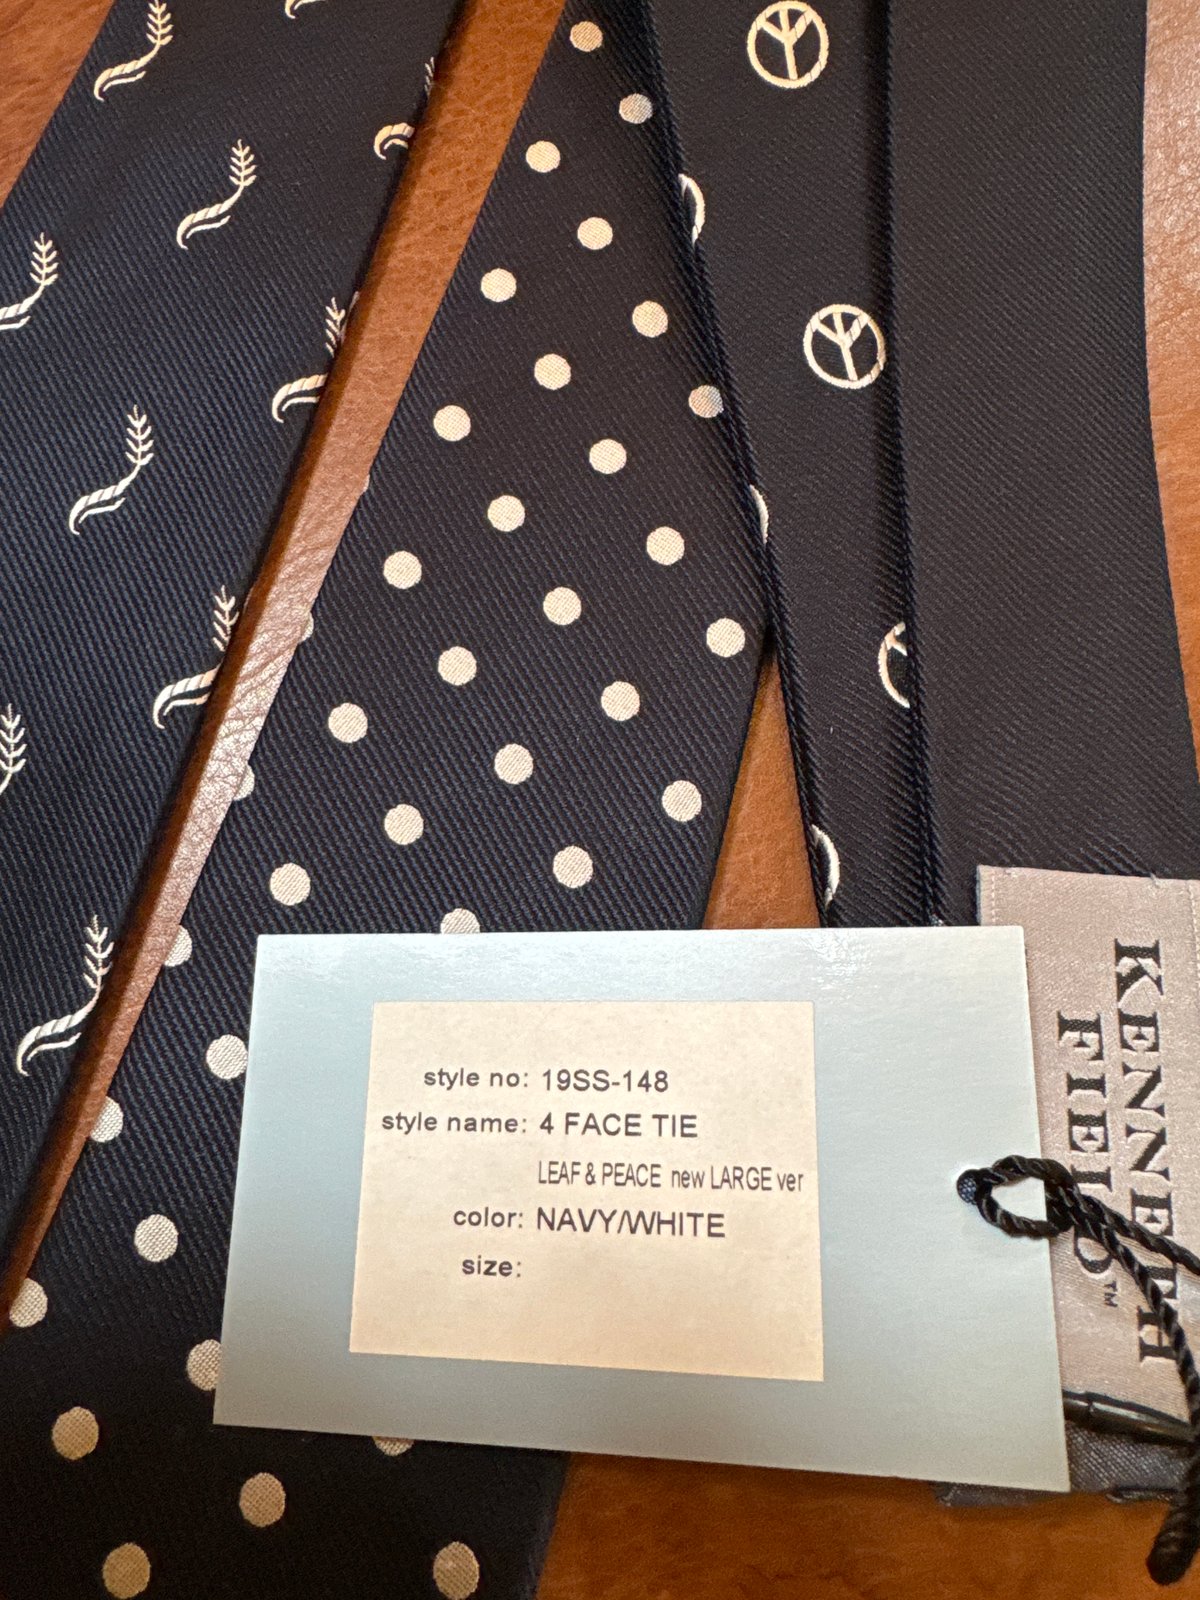 style no: 19SS-148
style name: 4 FACE TIE
LEAF & PEACE new LARGE ver
color: NAVY/WHITE
size:
KENNETH
FIELD™